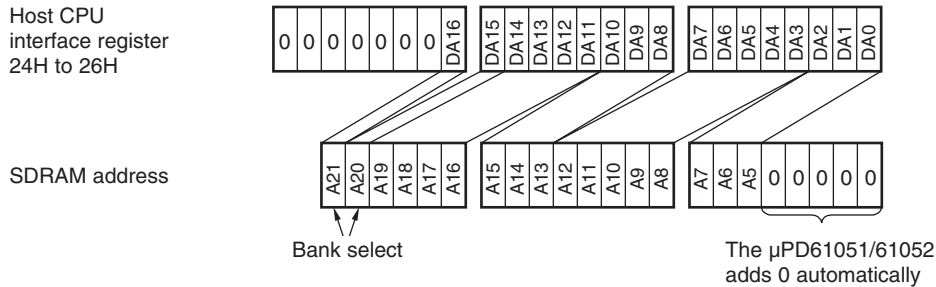 Host CPU
interface register
24H to 26H
0 0 0 0 0 0 0 DA16 DA15 DA14 DA13 DA12 DA11 DA10 DA9 DA8 DA7 DA6 DA5 DA4 DA3 DA2 DA1 DA0
SDRAM address
A21 A20 A19 A18 A17 A16 A15 A14 A13 A12 A11 A10 A9 A8 A7 A6 A5 0 0 0 0 0
Bank select
The µPD61051/61052
adds 0 automatically